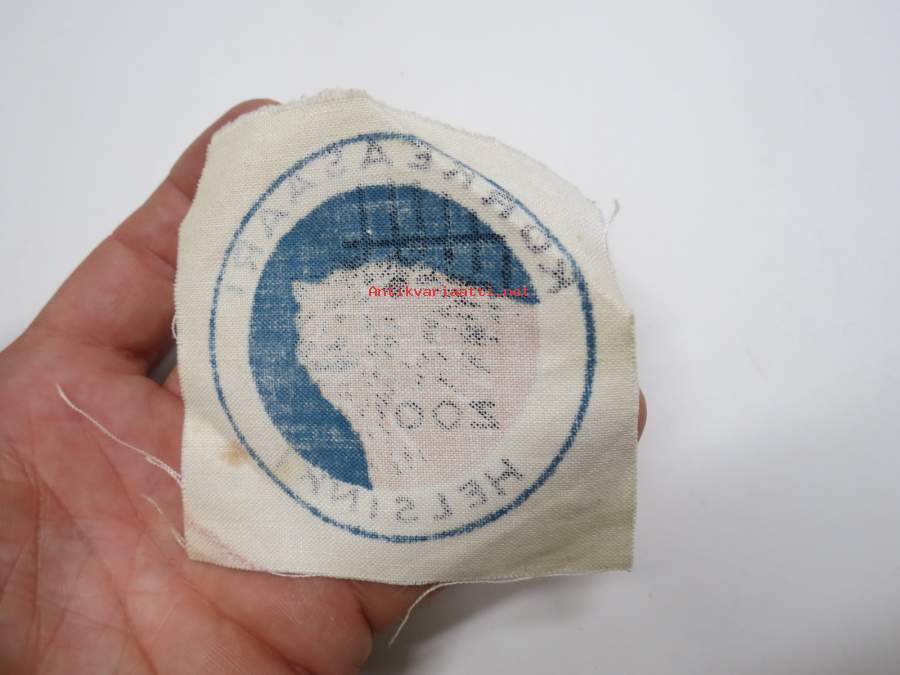 KORKEASAARI
ZOO
HELSINKI
Antikvariaatti.net